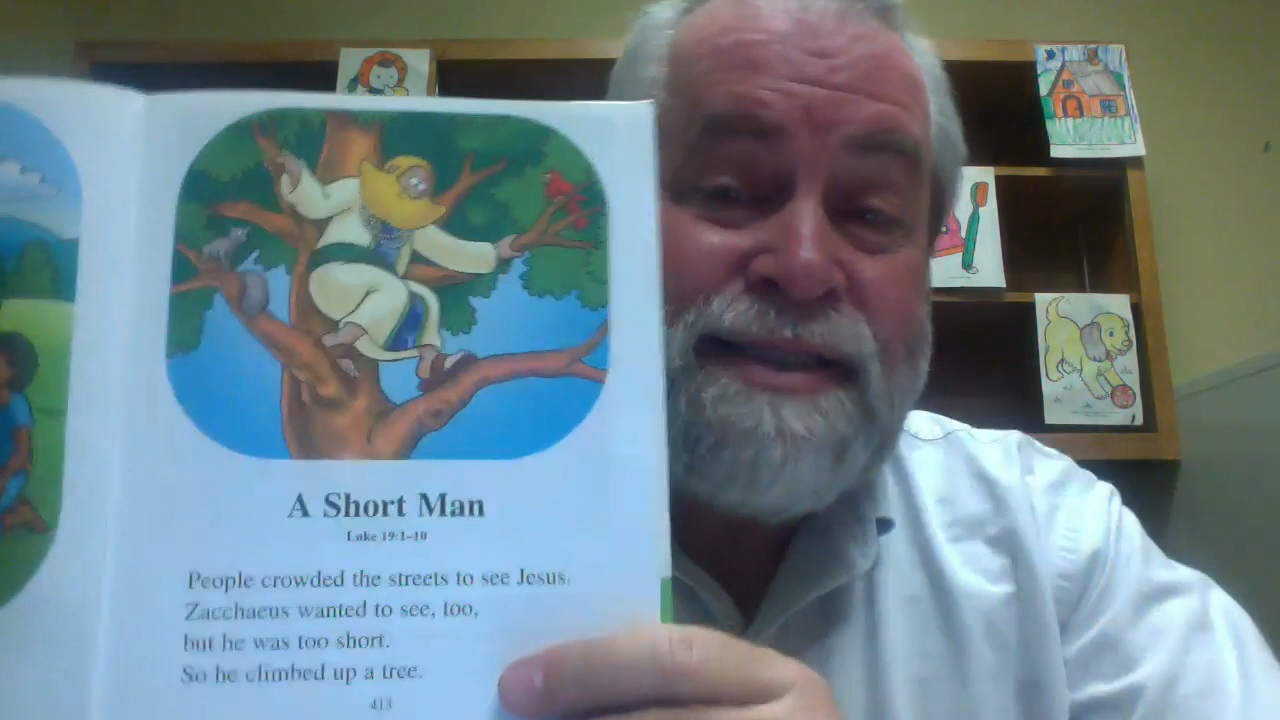 A Short Man
Luke 19:1–10
People crowded the streets to see Jesus.
Zacchaeus wanted to see, too,
but he was too short.
So he climbed up a tree.
413